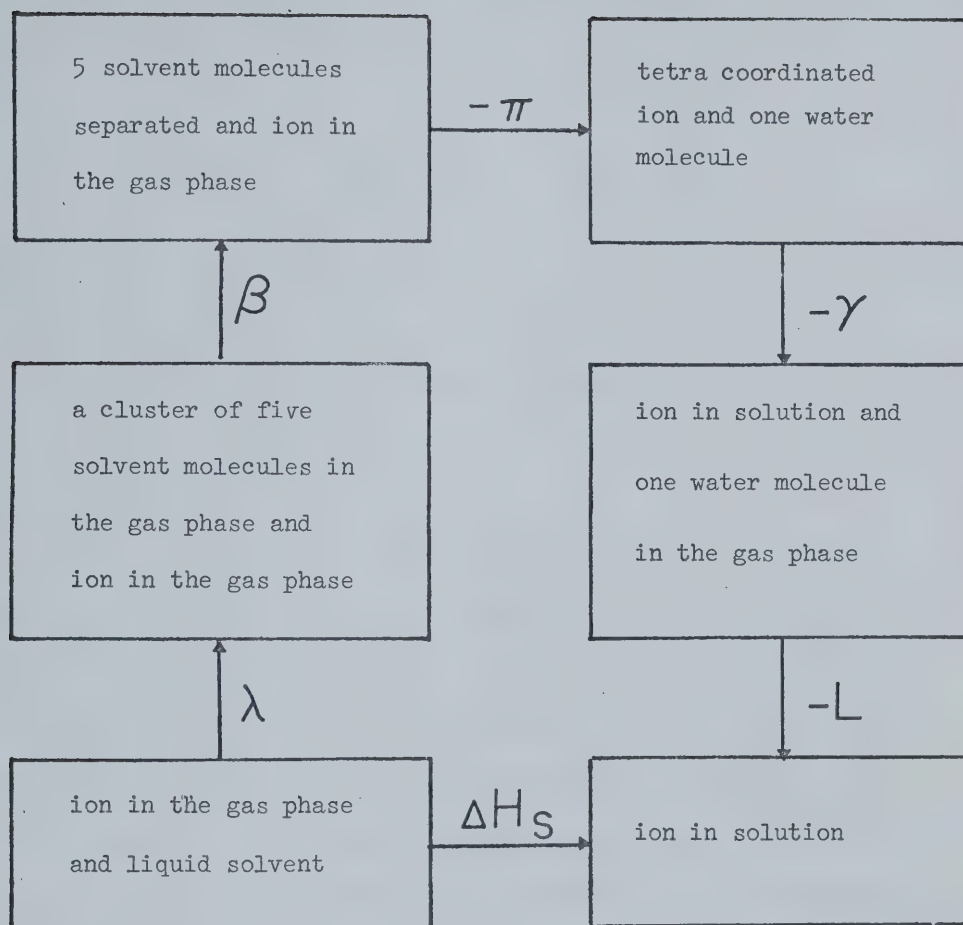 5 solvent molecules
separated and ion in
the gas phase
-π
tetra coordinated
ion and one water
molecule
β
-γ
a cluster of five
solvent molecules in
the gas phase and
ion in the gas phase
ion in solution and
one water molecule
in the gas phase
λ
-L
ion in the gas phase
and liquid solvent
ΔHS
ion in solution